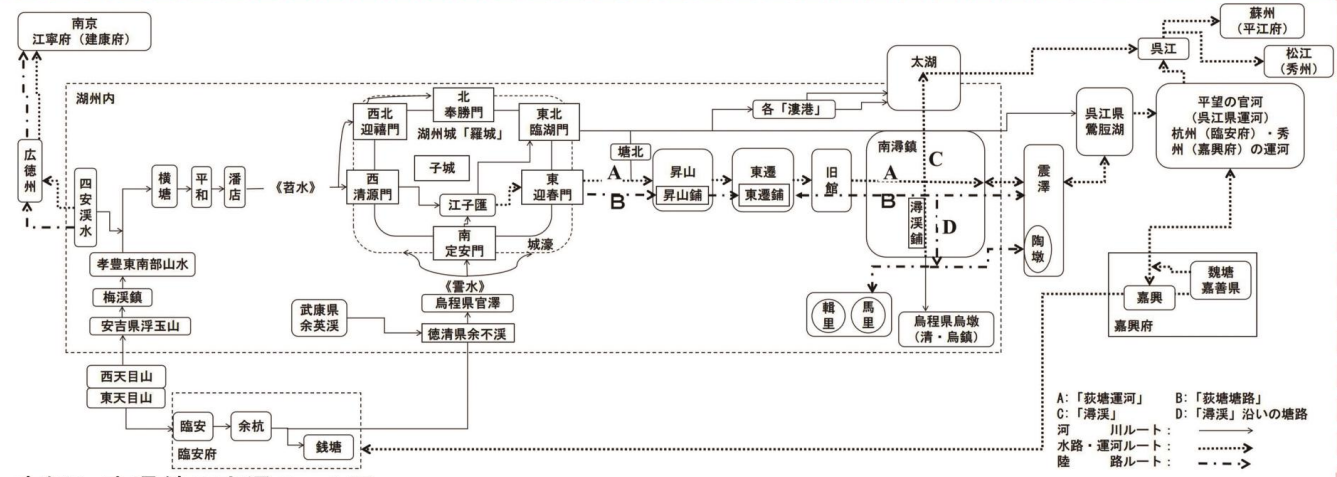 南京
江寧府（建康府）
蘇州
（平江府）
呉江
松江
（秀州）
太湖
湖州内
北
奉勝門
西北
迎禧門
東北
臨湖門
湖州城「羅城」
各「漊港」
呉江県
鶯脰湖
平望の官河
（呉江県運河）
杭州（臨安府）・秀
州（嘉興府）の運河
広徳州
四安渓水
横塘
平和
潘店
《苕水》
子城
西
清源門
江子匯
東
迎春門
南
定安門
城濠
塘北
A
B
昇山
昇山鋪
東遷
東遷鋪
旧館
南潯鎮
C
A
B
潯渓鋪
D
震澤
陶墩
孝豊東南部山水
梅渓鎮
安吉県浮玉山
《霅水》
烏程県官澤
武康県
余英渓
徳清県余不渓
輯里
馬里
烏程県烏墩
（清・烏鎮）
嘉興
魏塘
嘉善県
嘉興府
西天目山
東天目山
臨安
余杭
銭塘
臨安府
A：「荻塘運河」　B：「荻塘塘路」
C：「潯渓」　D：「潯渓」沿いの塘路
河　川ルート：
水路・運河ルート：
陸　路ルート：